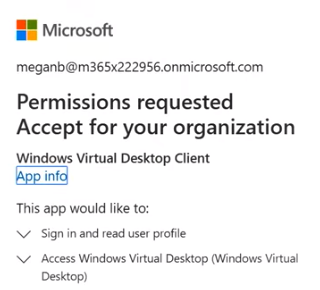 Microsoft
meganb@m365x222956.onmicrosoft.com
Permissions requested
Accept for your organization
Windows Virtual Desktop Client
App info
This app would like to:
Sign in and read user profile
Access Windows Virtual Desktop (Windows Virtual
Desktop)